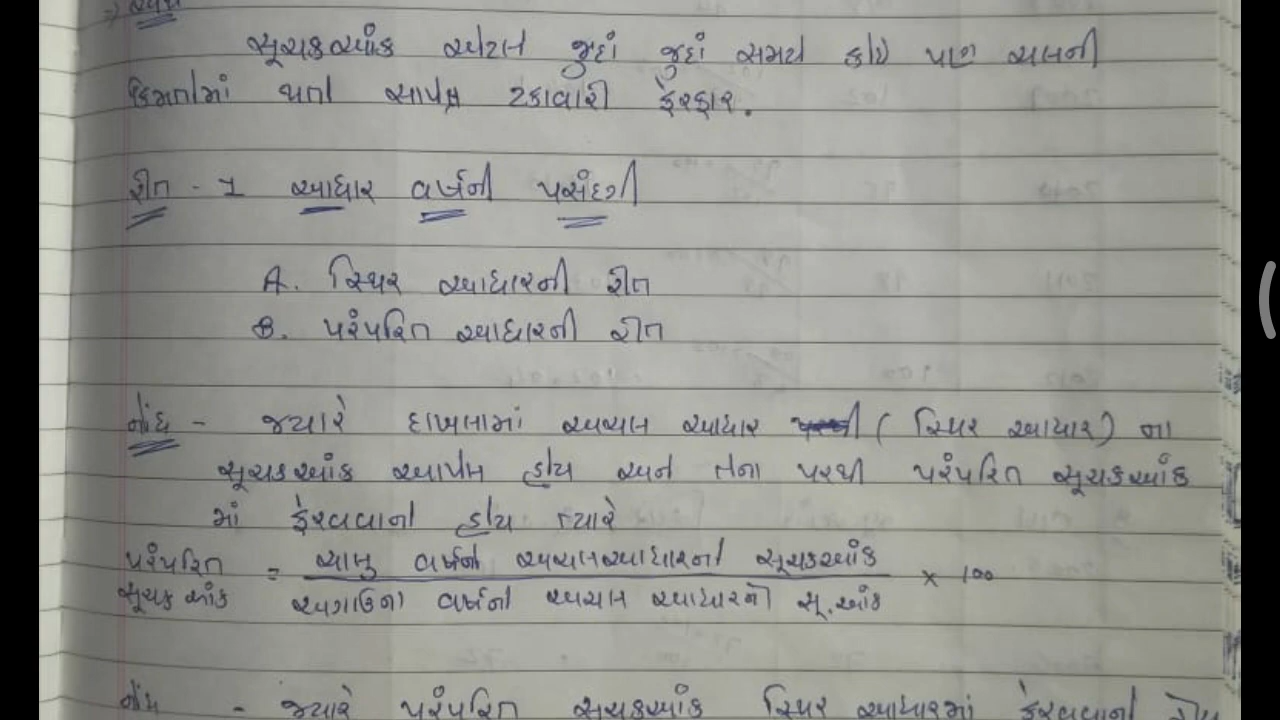 સૂચકઆંક એટલે જુદાં જુદાં સમયે કોઇ પણ ચલની
કિંમતોમાં થતો સાપેક્ષ ટકાવારી ફેરફાર.
રીત - 1 આધાર વર્ષની પસંદગી
A. સ્થિર આધારની રીત
B. પરંપરિત આધારની રીત
નોંધ - જ્યારે દાખલામાં અચલ આધાર (સ્થિર આધાર) ના
સૂચકઆંક આપેલ હોય અને તેના પરથી પરંપરિત સૂચકઆંક
માં ફેરવવાનો હોય ત્યારે
પરંપરિત સૂચક આંક = ચાલુ વર્ષનો અચલઆધારનો સૂચકઆંક × 100
અગાઉના વર્ષનો અચલ આધારનો સૂ. આંક
નોંધ - જ્યારે પરંપરિત સૂચકઆંક સ્થિર આધારમાં ફેરવવાનો હોય